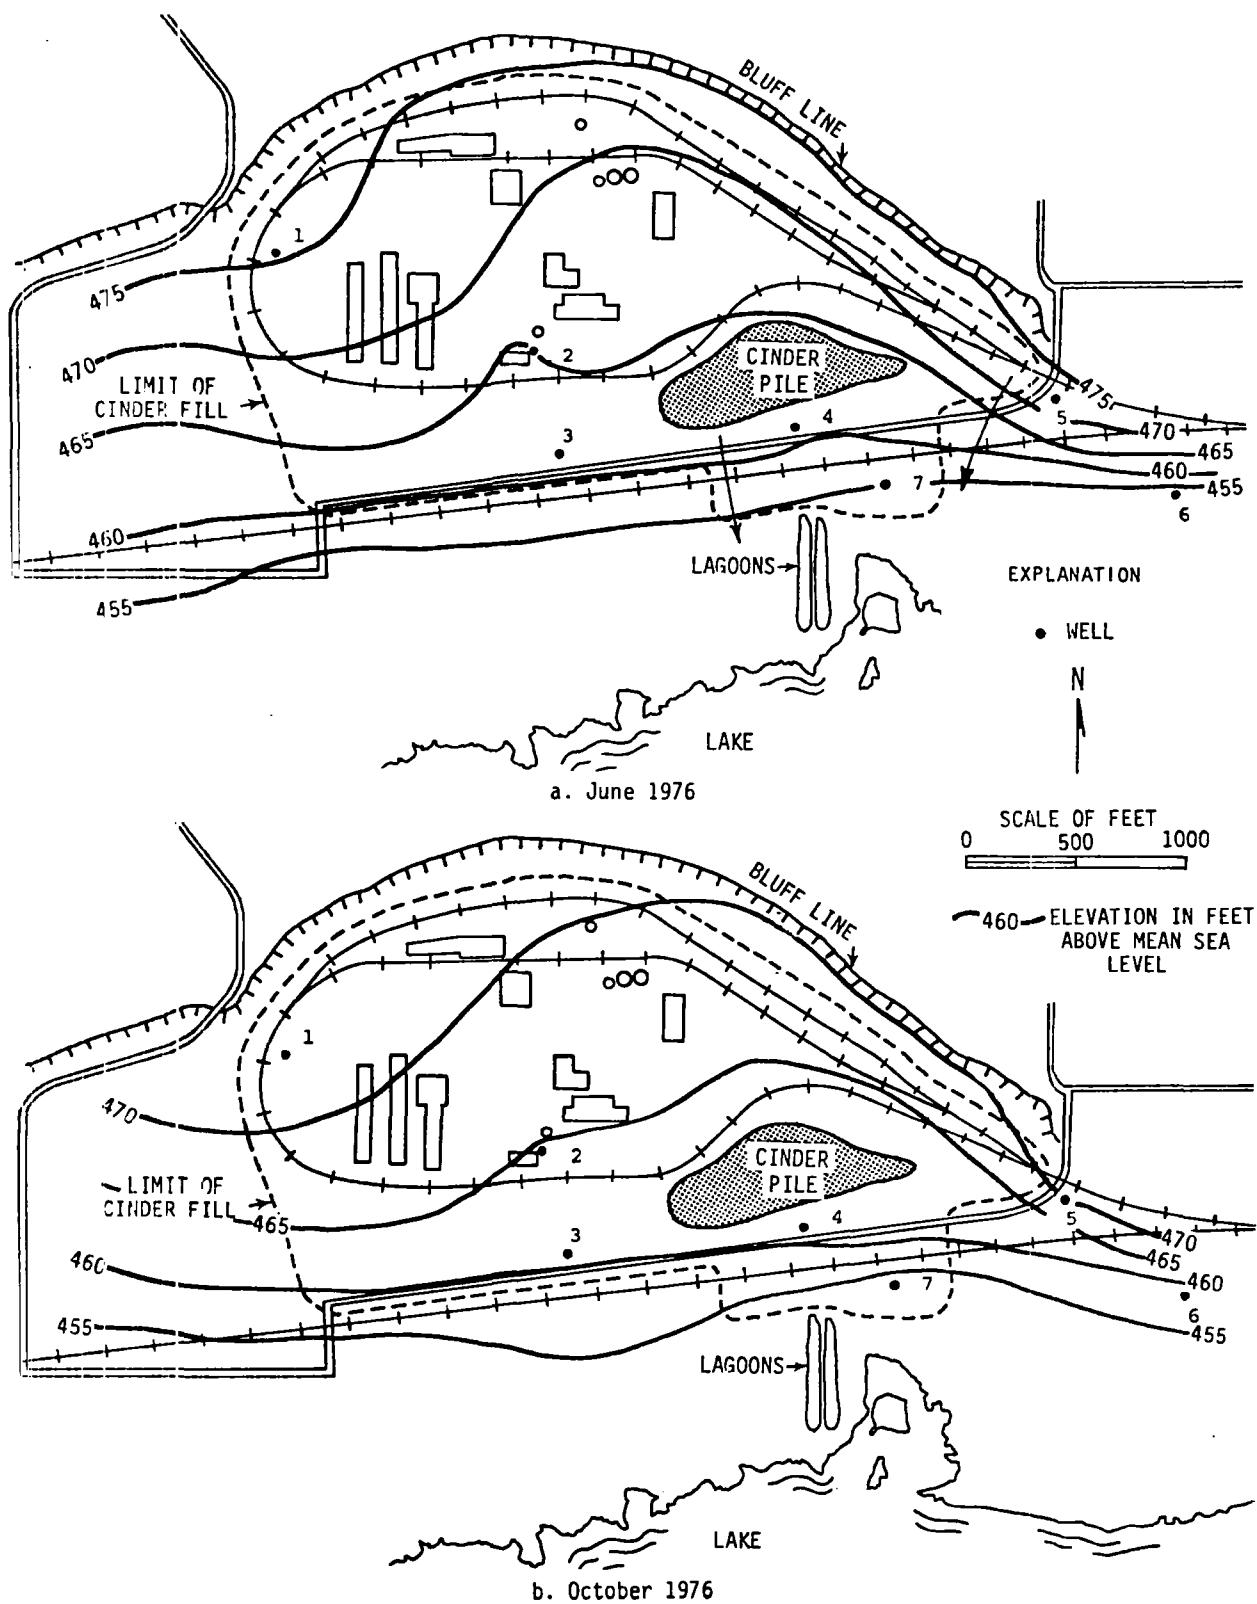 BLUFF LINE
1
475
470
LIMIT OF
CINDER FILL
2
CINDER
PILE
465
3
4
5
475
470
465
460
455
7
6
460
455
LAGOONS
EXPLANATION
WELL
N
LAKE
a. June 1976
SCALE OF FEET
0 500 1000
460 ELEVATION IN FEET
ABOVE MEAN SEA
LEVEL
BLUFF LINE
1
470
2
CINDER
PILE
LIMIT OF
CINDER FILL
465
3
4
5
470
465
460
460
7
6
455
455
LAGOONS
LAKE
b. October 1976